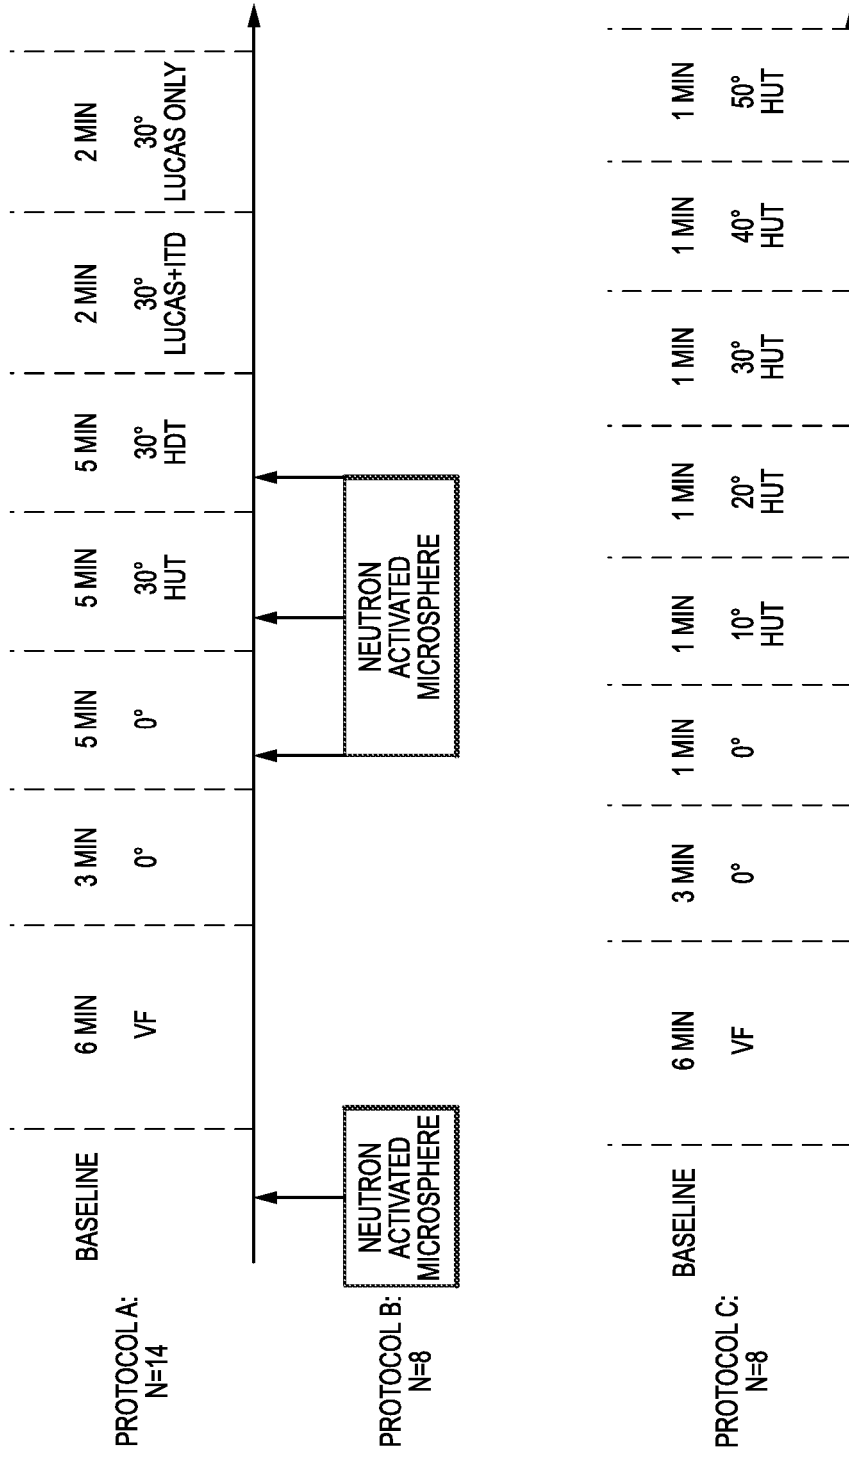 PROTOCOL A:
N=14
BASELINE
6 MIN
VF
3 MIN
0°
5 MIN
0°
5 MIN
30°
HUT
5 MIN
30°
HDT
2 MIN
30°
LUCAS+ITD
2 MIN
30°
LUCAS ONLY
PROTOCOL B:
N=8
NEUTRON
ACTIVATED
MICROSPHERE
NEUTRON
ACTIVATED
MICROSPHERE
PROTOCOL C:
N=8
BASELINE
6 MIN
VF
3 MIN
0°
1 MIN
0°
1 MIN
10°
HUT
1 MIN
20°
HUT
1 MIN
30°
HUT
1 MIN
40°
HUT
1 MIN
50°
HUT